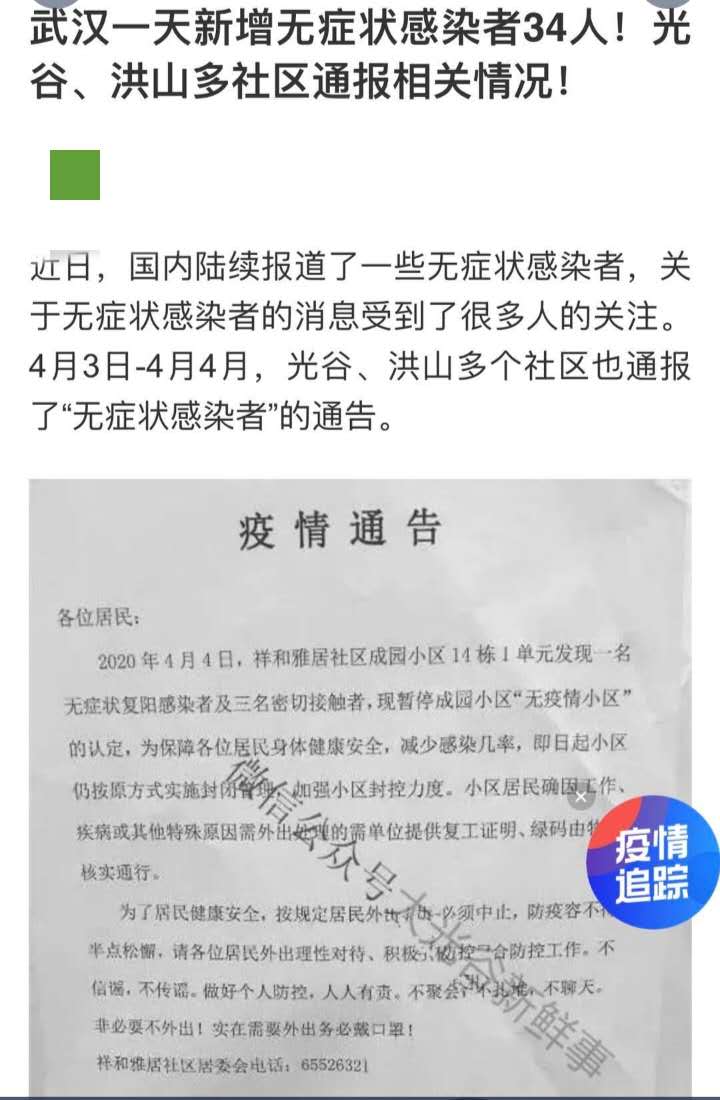 武汉一天新增无症状感染者34人！光
谷、洪山多社区通报相关情况！
近日，国内陆续报道了一些无症状感染者，关
于无症状感染者的消息受到了很多人的关注。
4月3日-4月4月，光谷、洪山多个社区也通报
了“无症状感染者”的通告。
疫情通告
各位居民：
2020年4月4日，祥和雅居社区成园小区14栋1单元发现一名
无症状复阳感染者及三名密切接触者，现暂停成园小区“无疫情小区”
的认定，为保障各位居民身体健康安全，减少感染几率，即日起小区
仍按原方式实施封闭管理，加强小区封控力度。小区居民确因工作、
疾病或其他特殊原因需外出处理的需单位提供复工证明、绿码由物
核实通行。
为了居民健康安全，按规定居民外出 必须中止，防疫容不得
半点松懈，请各位居民外出理性对待、积极 防控 合防控工作。不
信谣，不传谣。做好个人防控，人人有责。不聚会，不扎堆，不聊天。
非必要不外出！实在需要外出务必戴口罩！
祥和雅居社区居委会电话：65526321
微信公众号：大光谷新鲜事
疫情
追踪